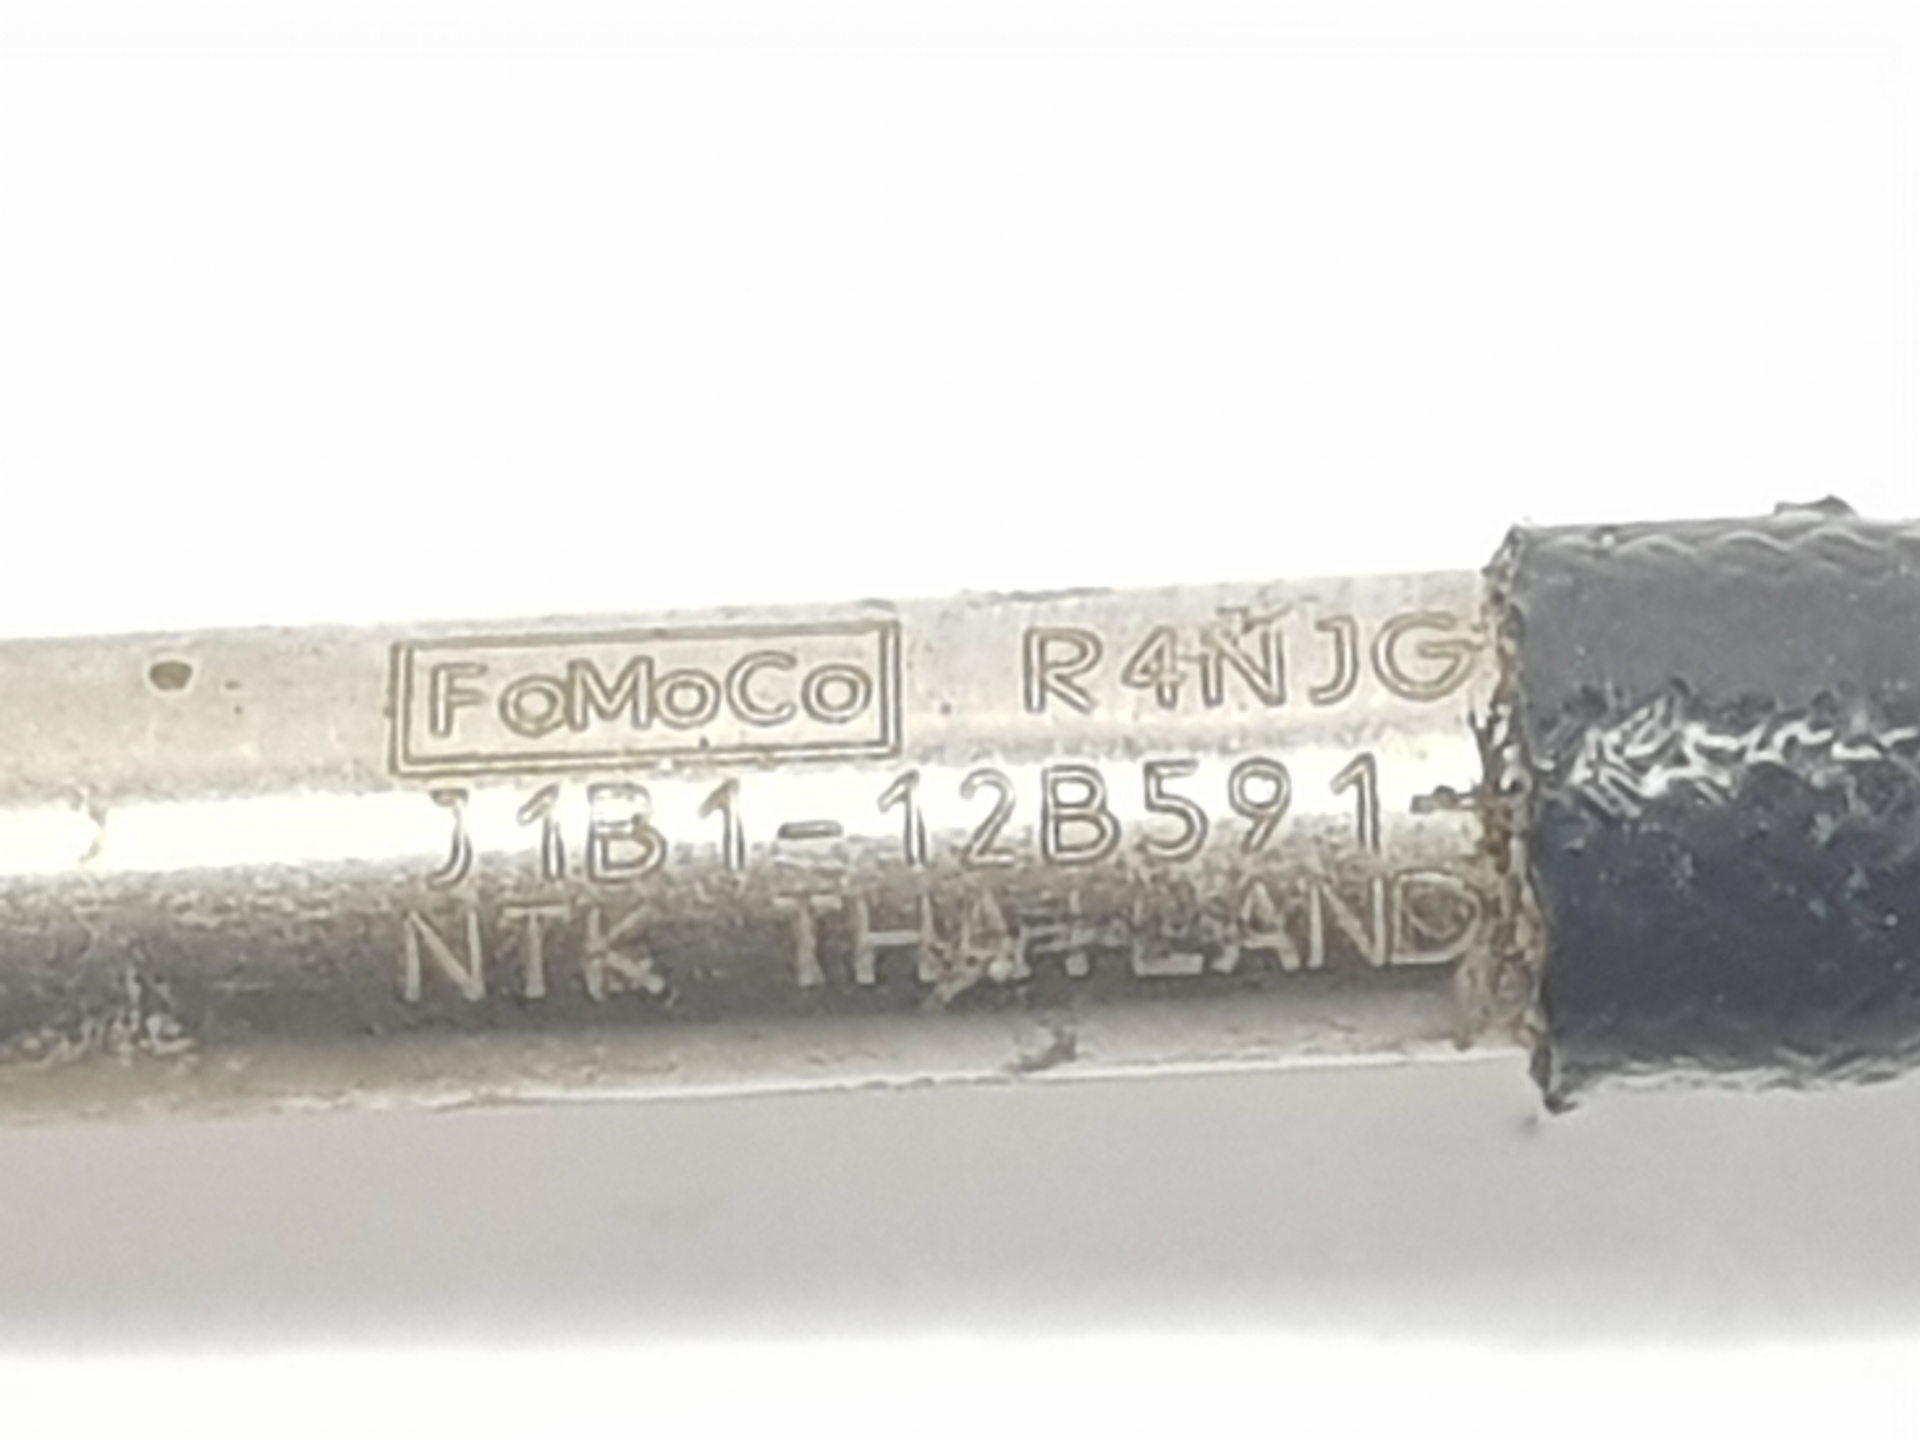 FoMoCo R4NJG
J1B1-12B591-
NTK THAILAND